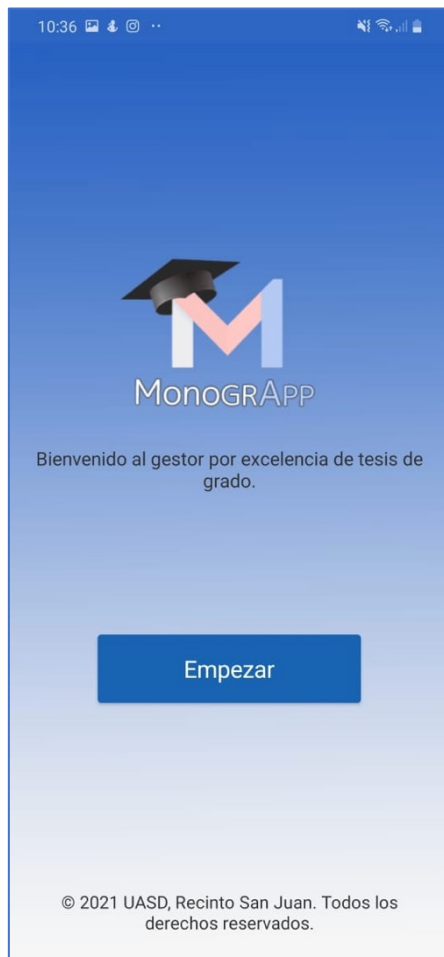 10:36
MonogrApp
Bienvenido al gestor por excelencia de tesis de
grado.
Empezar
© 2021 UASD, Recinto San Juan. Todos los
derechos reservados.